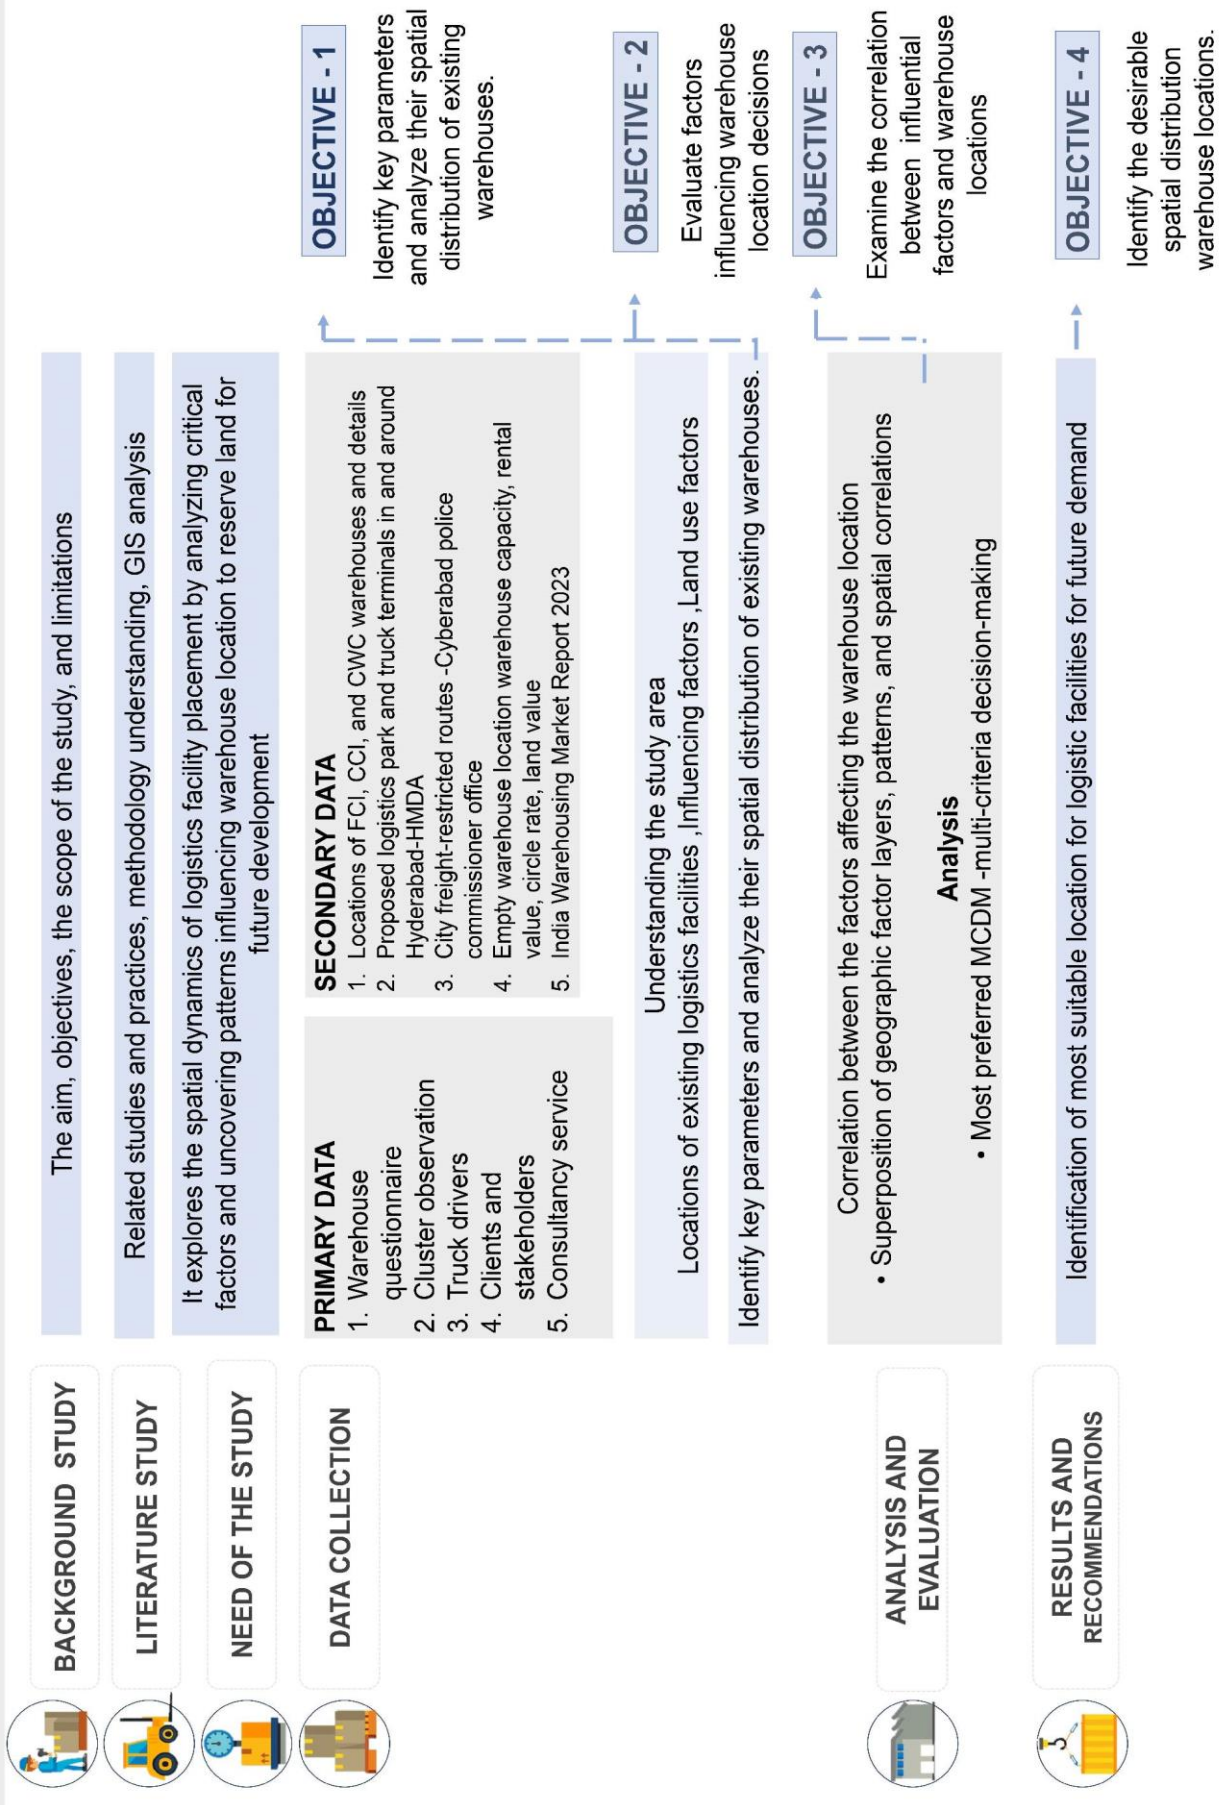 BACKGROUND STUDY
The aim, objectives, the scope of the study, and limitations
LITERATURE STUDY
Related studies and practices, methodology understanding, GIS analysis
NEED OF THE STUDY
It explores the spatial dynamics of logistics facility placement by analyzing critical
factors and uncovering patterns influencing warehouse location to reserve land for
future development
DATA COLLECTION
PRIMARY DATA
1. Warehouse
questionnaire
2. Cluster observation
3. Truck drivers
4. Clients and
stakeholders
5. Consultancy service
SECONDARY DATA
1. Locations of FCI, CCI, and CWC warehouses and details
2. Proposed logistics park and truck terminals in and around
Hyderabad-HMDA
3. City freight-restricted routes -Cyberabad police
commissioner office
4. Empty warehouse location warehouse capacity, rental
value, circle rate, land value
5. India Warehousing Market Report 2023
OBJECTIVE - 1
Identify key parameters
and analyze their spatial
distribution of existing
warehouses.
Understanding the study area
Locations of existing logistics facilities ,Influencing factors ,Land use factors
Identify key parameters and analyze their spatial distribution of existing warehouses.
OBJECTIVE - 2
Evaluate factors
influencing warehouse
location decisions
ANALYSIS AND
EVALUATION
Correlation between the factors affecting the warehouse location
• Superposition of geographic factor layers, patterns, and spatial correlations
Analysis
• Most preferred MCDM -multi-criteria decision-making
OBJECTIVE - 3
Examine the correlation
between influential
factors and warehouse
locations
RESULTS AND
RECOMMENDATIONS
Identification of most suitable location for logistic facilities for future demand
OBJECTIVE - 4
Identify the desirable
spatial distribution
warehouse locations.